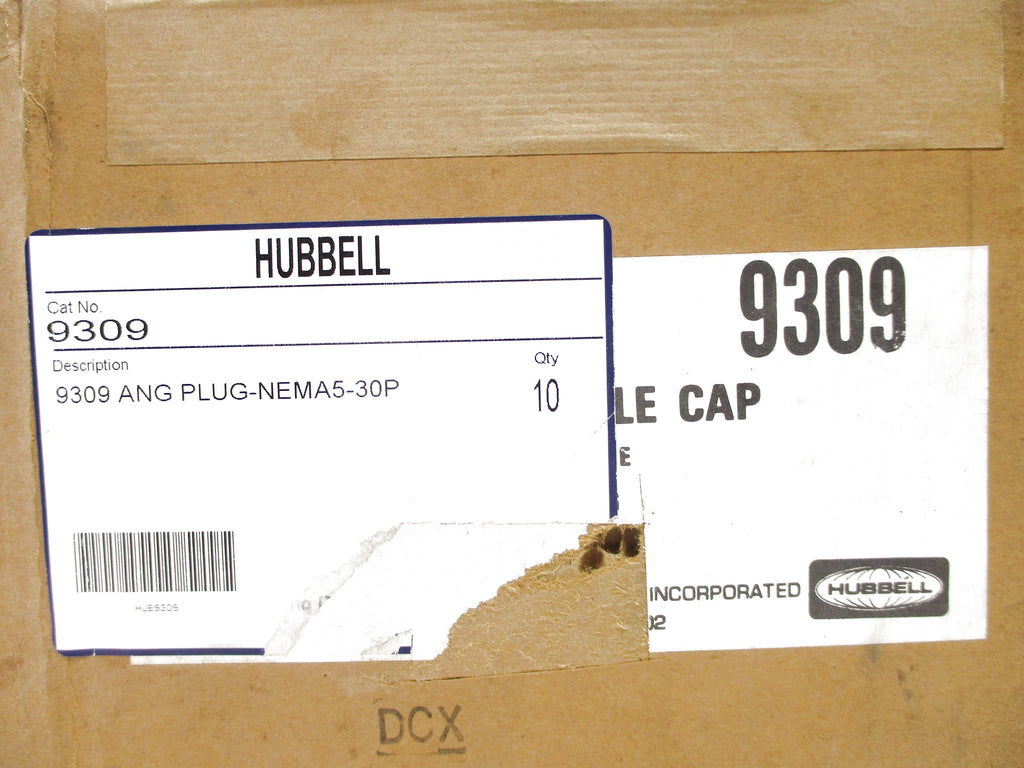 HUBBELL
Cat No.
9309
Description
Qty
9309 ANG PLUG-NEMA5-30P
10
HUB9309
9309
LE CAP
E
INCORPORATED
HUBBELL
02
DCX